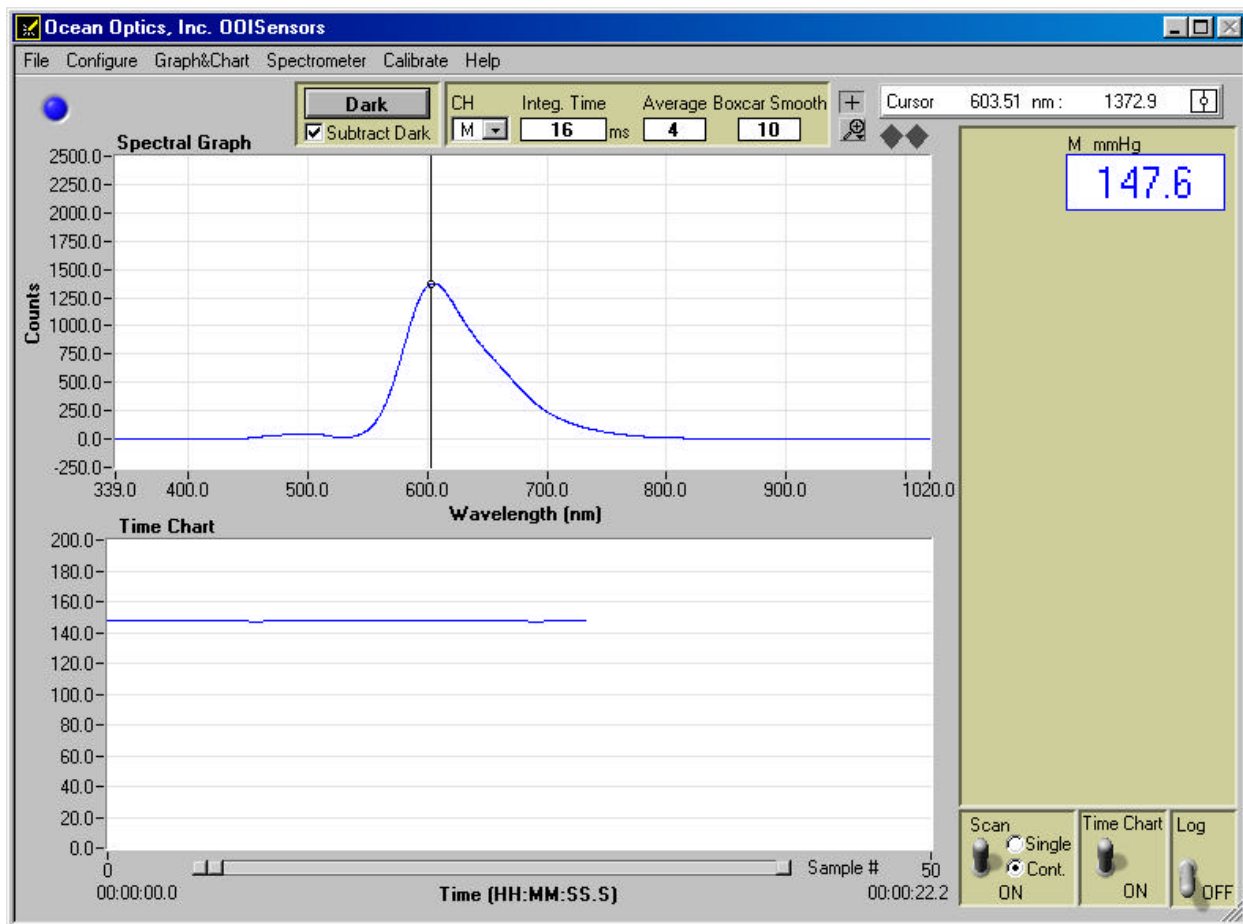 Ocean Optics, Inc. OOISensors
File Configure Graph&Chart Spectrometer Calibrate Help
Dark
Subtract Dark
CH Integ. Time Average Boxcar Smooth
M 16 ms 4 10
Cursor 603.51 nm : 1372.9
M mmHg
147.6
Spectral Graph
2500.0
2250.0
2000.0
1750.0
1500.0
1250.0
1000.0
750.0
500.0
250.0
0.0
-250.0
Counts
339.0 400.0 500.0 600.0 700.0 800.0 900.0 1020.0
Wavelength (nm)
Time Chart
200.0
180.0
160.0
140.0
120.0
100.0
80.0
60.0
40.0
20.0
0.0
0 Sample # 50
00:00:00.0 Time (HH:MM:SS.S) 00:00:22.2
Scan
Single
Cont.
ON
Time Chart
ON
Log
OFF